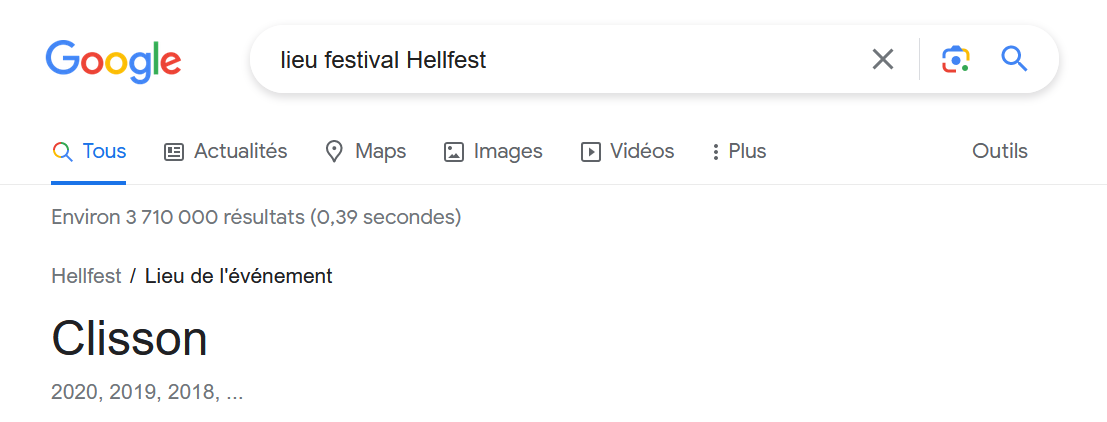 Google
lieu festival Hellfest
Tous Actualités Maps Images Vidéos Plus Outils
Environ 3 710 000 résultats (0,39 secondes)
Hellfest / Lieu de l'événement
Clisson
2020, 2019, 2018, ...